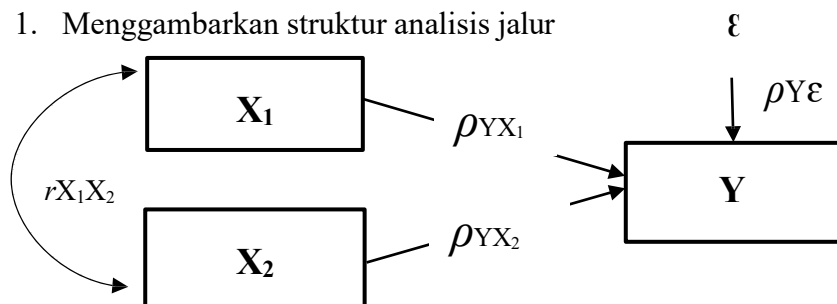 1. Menggambarkan struktur analisis jalur
ε
X₁
ρYX₁
ρYε
rX₁X₂
Y
X₂
ρYX₂